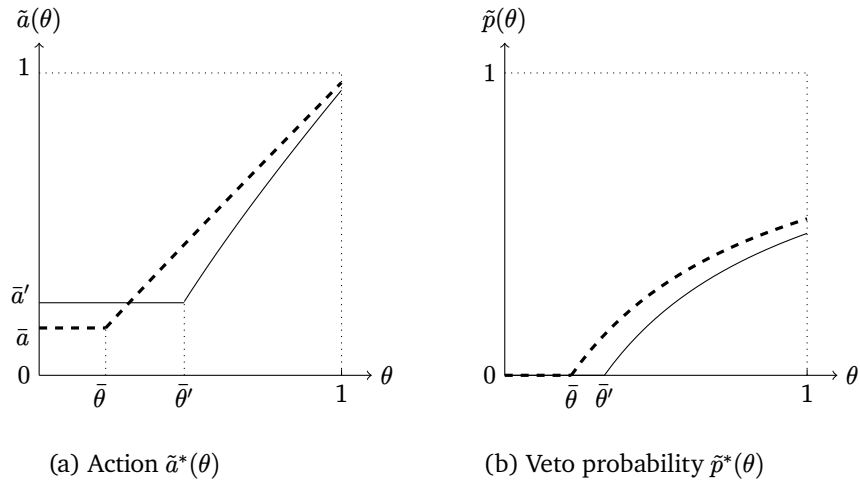 ã(θ)
1
ā′
ā
0
θ̄
θ̄′
1
θ
(a) Action ã*(θ)
p̃(θ)
1
0
θ̄
θ̄′
1
θ
(b) Veto probability p̃*(θ)